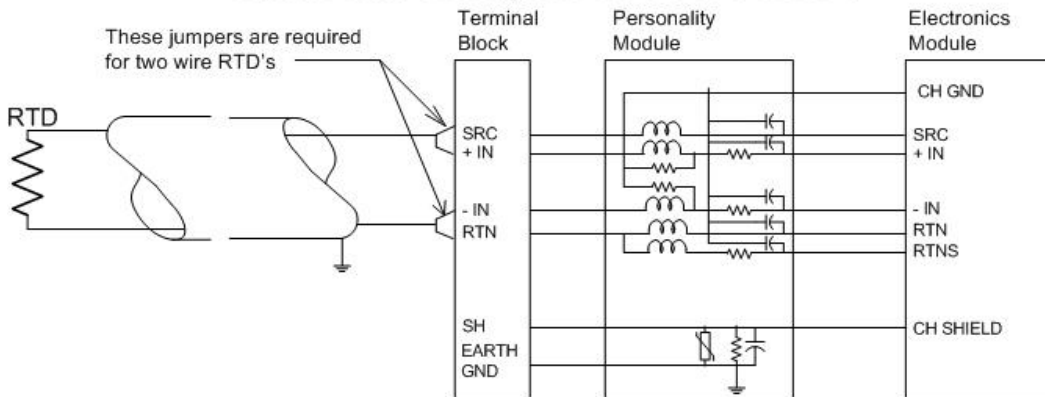 Terminal
Block
Personality
Module
Electronics
Module
These jumpers are required
for two wire RTD's
RTD
SRC
+ IN
- IN
RTN
SH
EARTH
GND
CH GND
SRC
+ IN
- IN
RTN
RTNS
CH SHIELD